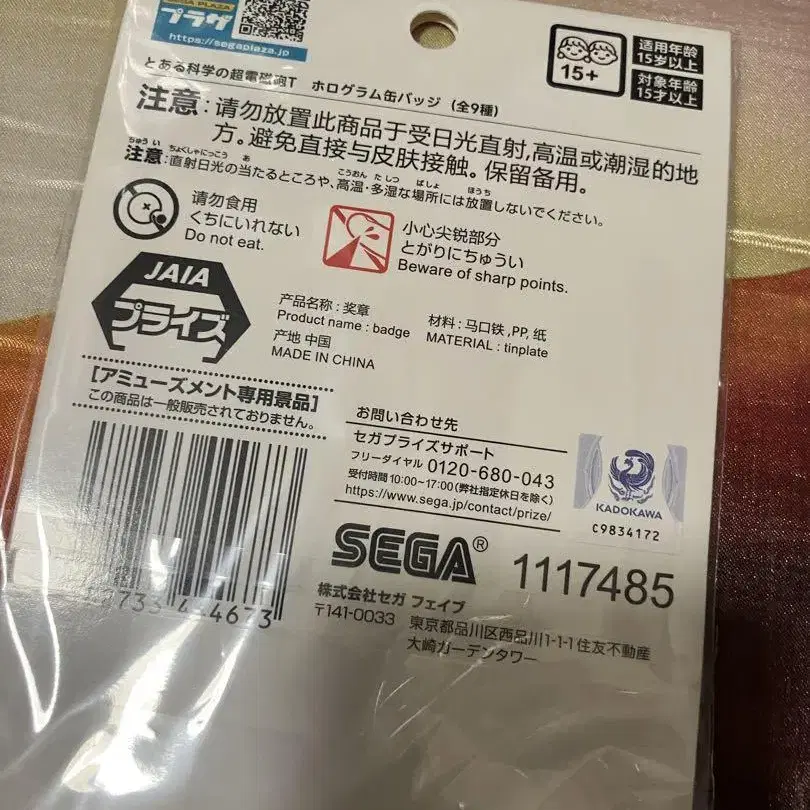 プラザ
https://segaplaza.jp
15+
适用年龄
15岁以上
対象年齢
15才以上
とある科学の超電磁砲T ホログラム缶バッジ (全9種)
注意:请勿放置此商品于受日光直射,高温或潮湿的地
方。避免直接与皮肤接触。保留备用。
注意:直射日光の当たるところや、高温・多湿な場所には放置しないでください。
请勿食用
くちにいれない
Do not eat.
小心尖锐部分
とがりにちゅうい
Beware of sharp points.
JAIA
プライズ
产品名称:奖章
Product name : badge
材料:马口铁,PP,纸
MATERIAL : tinplate
产地 中国
MADE IN CHINA
[アミューズメント専用景品]
この商品は一般販売されておりません。
お問い合わせ先
セガプライズサポート
フリーダイヤル 0120-680-043
受付時間 10:00~17:00(弊社指定休日を除く)
https://www.sega.jp/contact/prize/
KADOKAWA
C9834172
SEGA®
1117485
株式会社セガ フェイブ
〒141-0033 東京都品川区西品川1-1-1住友不動産
大崎ガーデンタワー